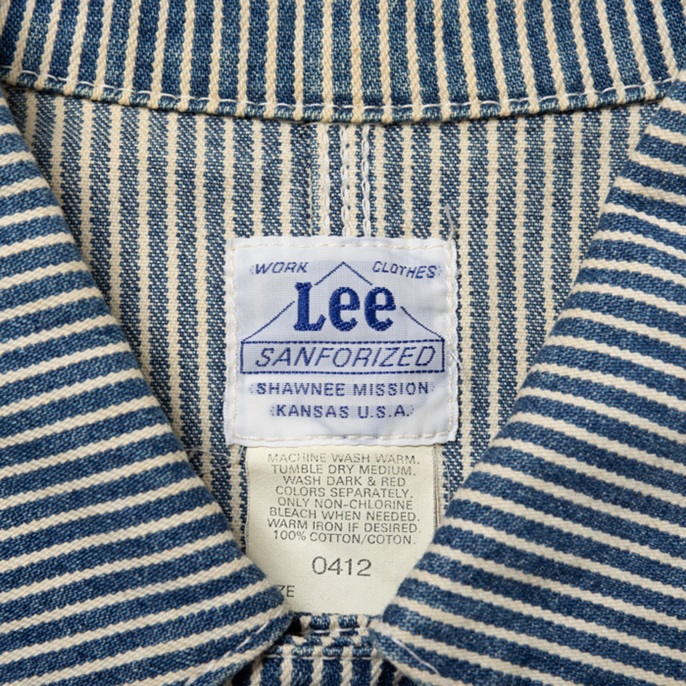 WORK CLOTHES
Lee
SANFORIZED
SHAWNEE MISSION
KANSAS U.S.A.
MACHINE WASH WARM.
TUMBLE DRY MEDIUM.
WASH DARK & RED
COLORS SEPARATELY.
ONLY NON-CHLORINE
BLEACH WHEN NEEDED.
WARM IRON IF DESIRED.
100% COTTON/COTON.
0412
ZE